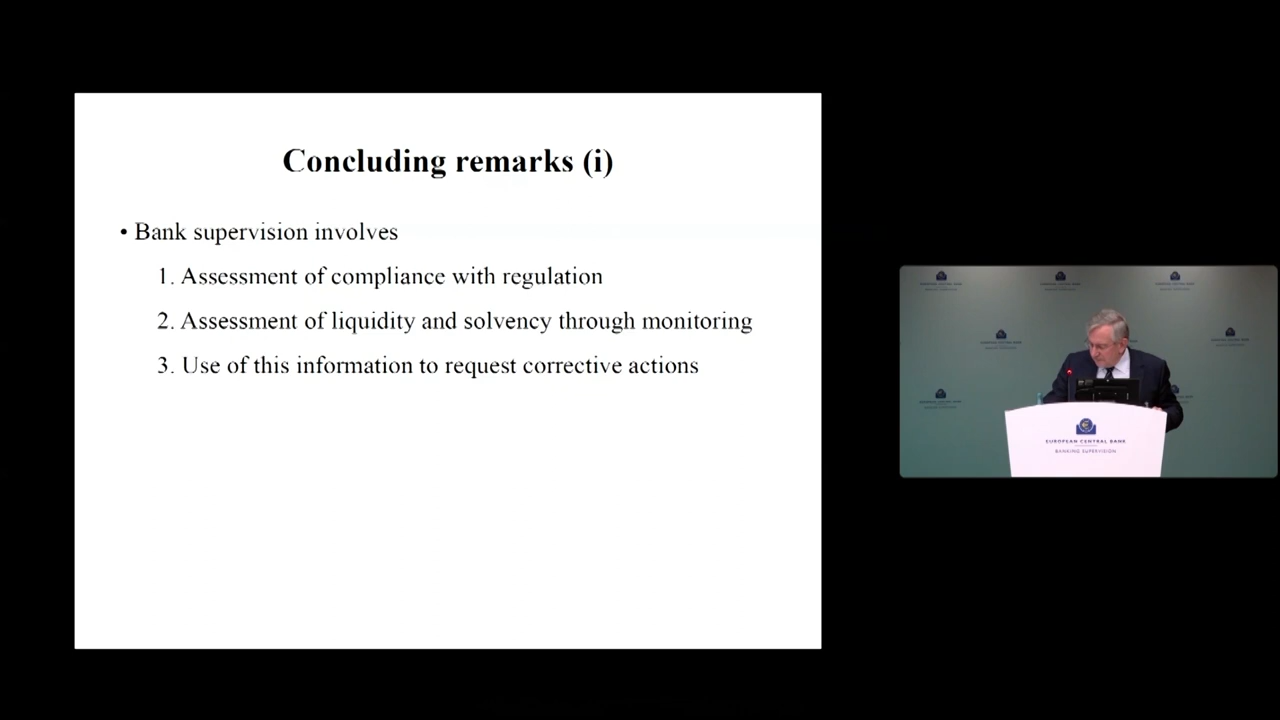 Concluding remarks (i)
• Bank supervision involves
1. Assessment of compliance with regulation
2. Assessment of liquidity and solvency through monitoring
3. Use of this information to request corrective actions
EUROPEAN CENTRAL BANK
BANKING SUPERVISION